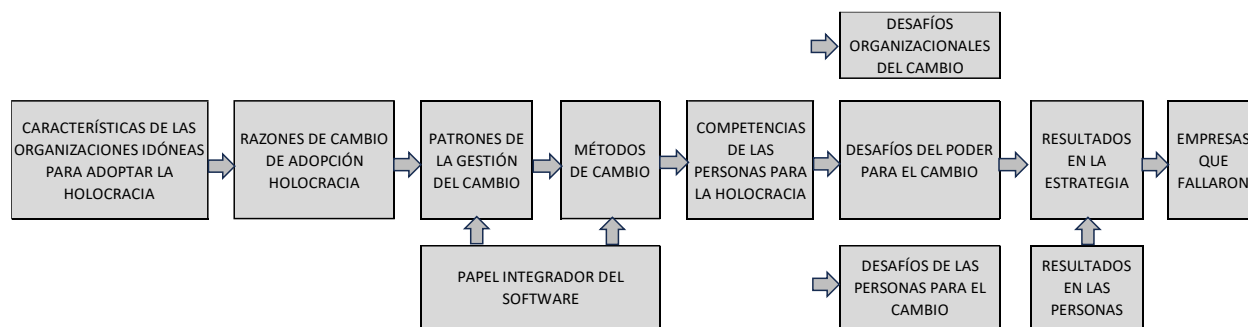 DESAFÍOS
ORGANIZACIONALES
DEL CAMBIO
CARACTERÍSTICAS DE LAS
ORGANIZACIONES IDÓNEAS
PARA ADOPTAR LA
HOLOCRACIA
RAZONES DE CAMBIO
DE ADOPCIÓN
HOLOCRACIA
PATRONES DE
LA GESTIÓN
DEL CAMBIO
MÉTODOS
DE CAMBIO
COMPETENCIAS
DE LAS
PERSONAS PARA
LA HOLOCRACIA
DESAFÍOS DEL PODER
PARA EL CAMBIO
RESULTADOS
EN LA
ESTRATEGIA
EMPRESAS
QUE
FALLARON
PAPEL INTEGRADOR DEL
SOFTWARE
DESAFÍOS DE LAS
PERSONAS PARA EL
CAMBIO
RESULTADOS
EN LAS
PERSONAS